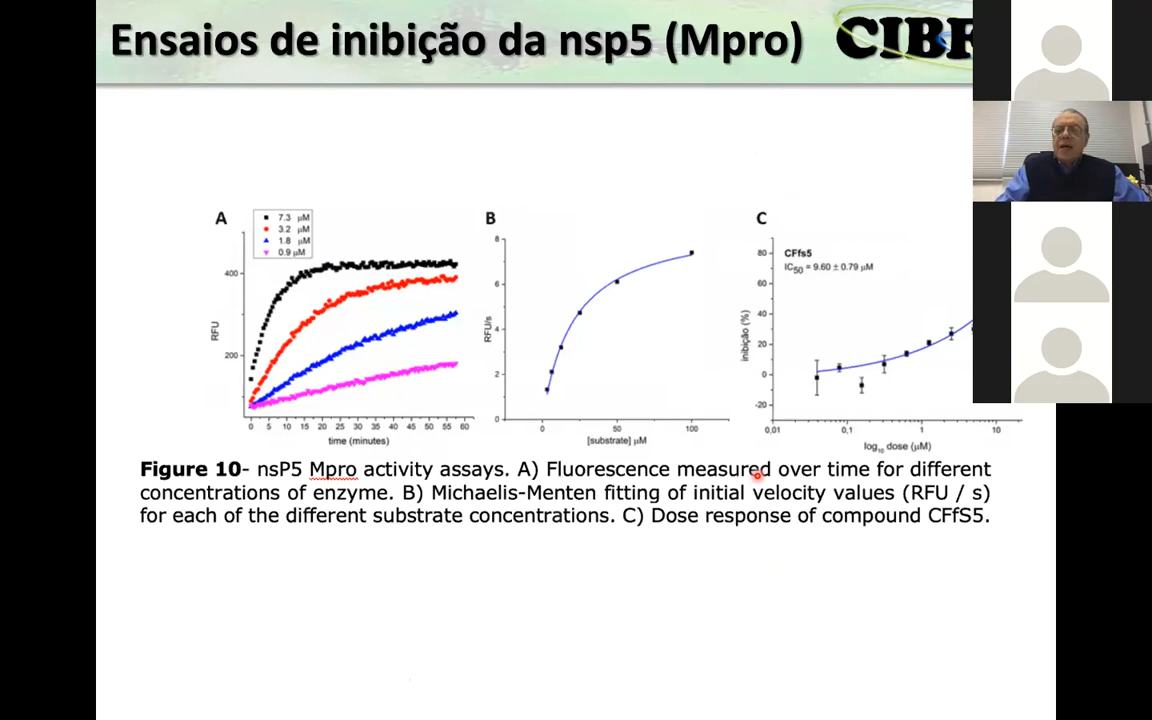 Ensaios de inibição da nsp5 (Mpro)
A
7.3 µM
3.2 µM
1.8 µM
0.9 µM
400
200
RFU
0 5 10 15 20 25 30 35 40 45 50 55 60
time (minutes)
B
8
6
4
2
0
RFU/s
0 50 100
[substrate] µM
C
CFfs5
IC50 = 9.60 ± 0.79 µM
80
60
40
20
0
-20
inibição (%)
0,01 0,1 1 10
log10 dose (µM)
Figure 10- nsP5 Mpro activity assays. A) Fluorescence measured over time for different
concentrations of enzyme. B) Michaelis-Menten fitting of initial velocity values (RFU / s)
for each of the different substrate concentrations. C) Dose response of compound CFfS5.